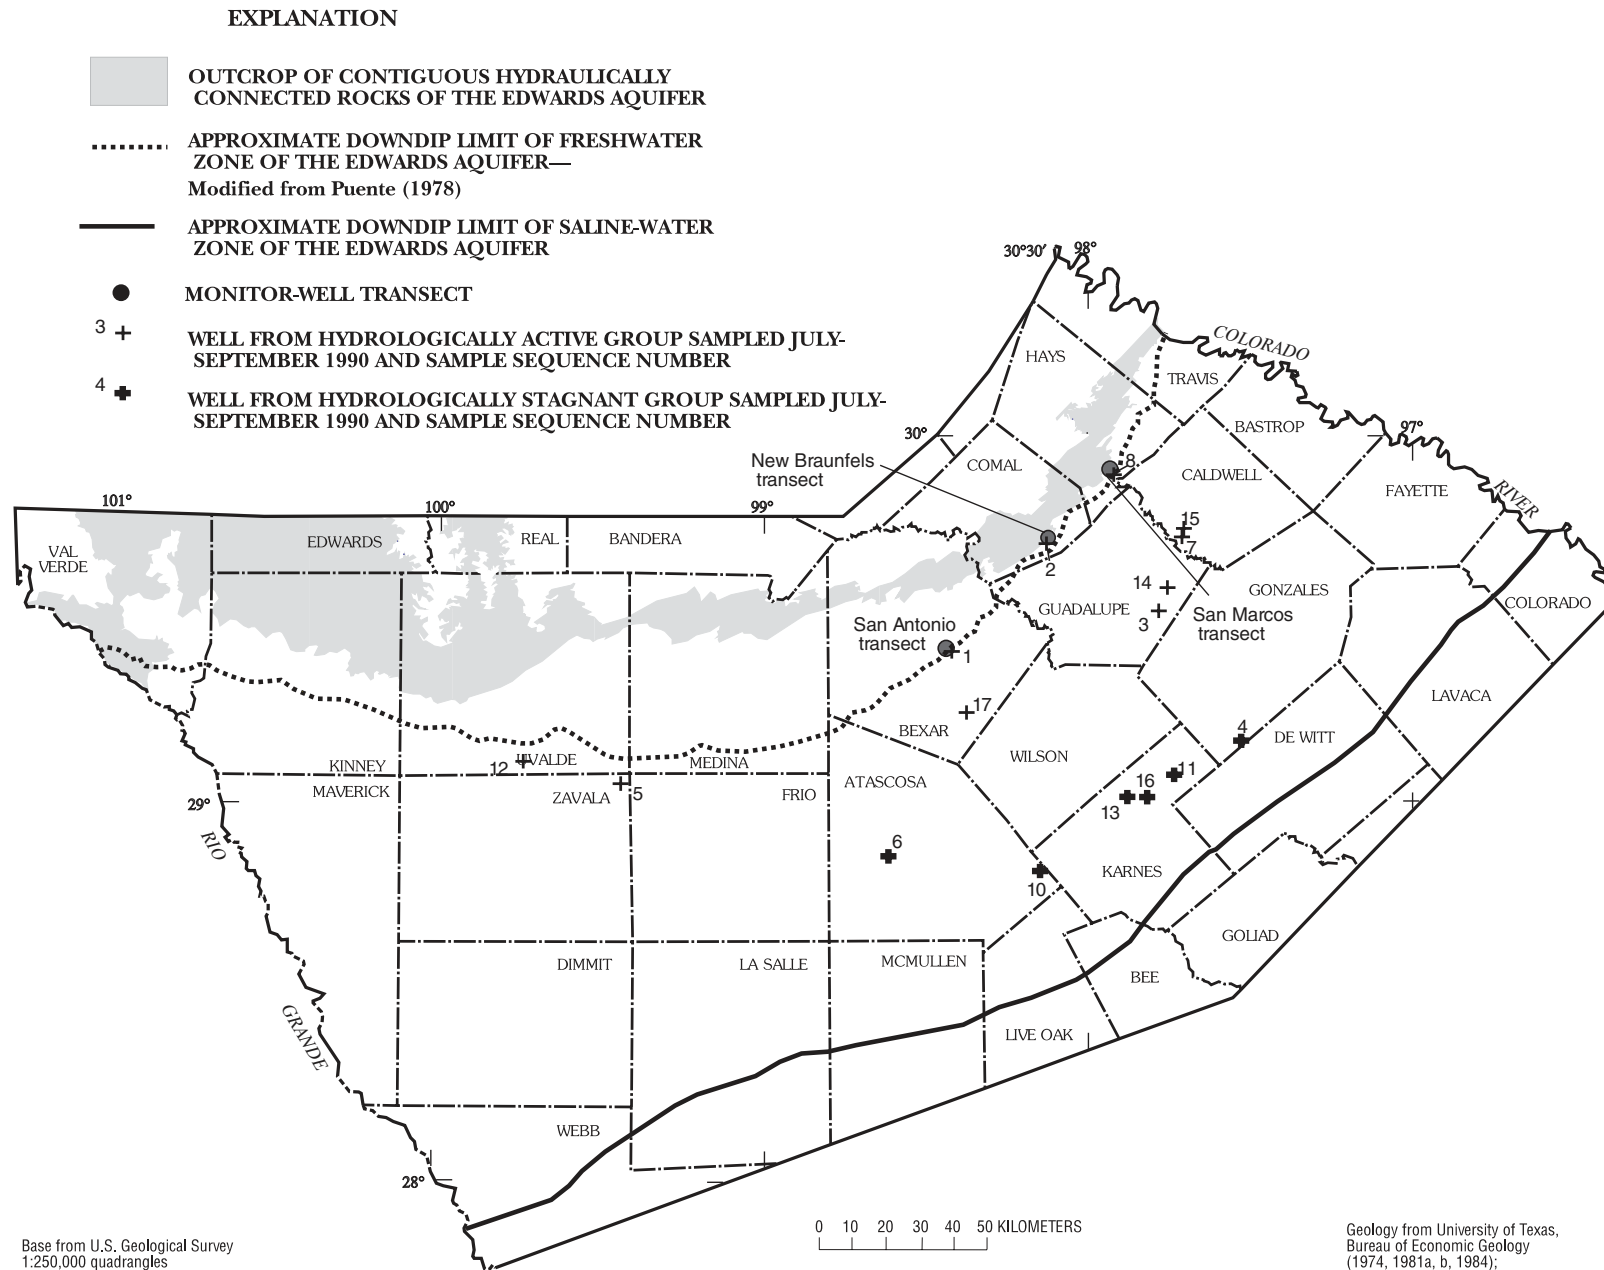 EXPLANATION
OUTCROP OF CONTIGUOUS HYDRAULICALLY
CONNECTED ROCKS OF THE EDWARDS AQUIFER
APPROXIMATE DOWNDIP LIMIT OF FRESHWATER
ZONE OF THE EDWARDS AQUIFER—
Modified from Puente (1978)
APPROXIMATE DOWNDIP LIMIT OF SALINE-WATER
ZONE OF THE EDWARDS AQUIFER
MONITOR-WELL TRANSECT
3
WELL FROM HYDROLOGICALLY ACTIVE GROUP SAMPLED JULY-
SEPTEMBER 1990 AND SAMPLE SEQUENCE NUMBER
4
WELL FROM HYDROLOGICALLY STAGNANT GROUP SAMPLED JULY-
SEPTEMBER 1990 AND SAMPLE SEQUENCE NUMBER
30°30′
98°
COLORADO
RIVER
HAYS
TRAVIS
BASTROP
97°
30°
New Braunfels
transect
COMAL
8
CALDWELL
FAYETTE
101°
100°
99°
15
7
VAL
VERDE
EDWARDS
REAL
BANDERA
2
14
3
GUADALUPE
GONZALES
COLORADO
San Antonio
transect
San Marcos
transect
1
17
BEXAR
LAVACA
4
DE WITT
WILSON
KINNEY
12
UVALDE
MEDINA
MAVERICK
ZAVALA
5
FRIO
ATASCOSA
11
16
13
29°
RIO
GRANDE
6
10
KARNES
GOLIAD
DIMMIT
LA SALLE
MCMULLEN
BEE
LIVE OAK
WEBB
28°
0 10 20 30 40 50 KILOMETERS
Base from U.S. Geological Survey
1:250,000 quadrangles
Geology from University of Texas,
Bureau of Economic Geology
(1974, 1981a, b, 1984);